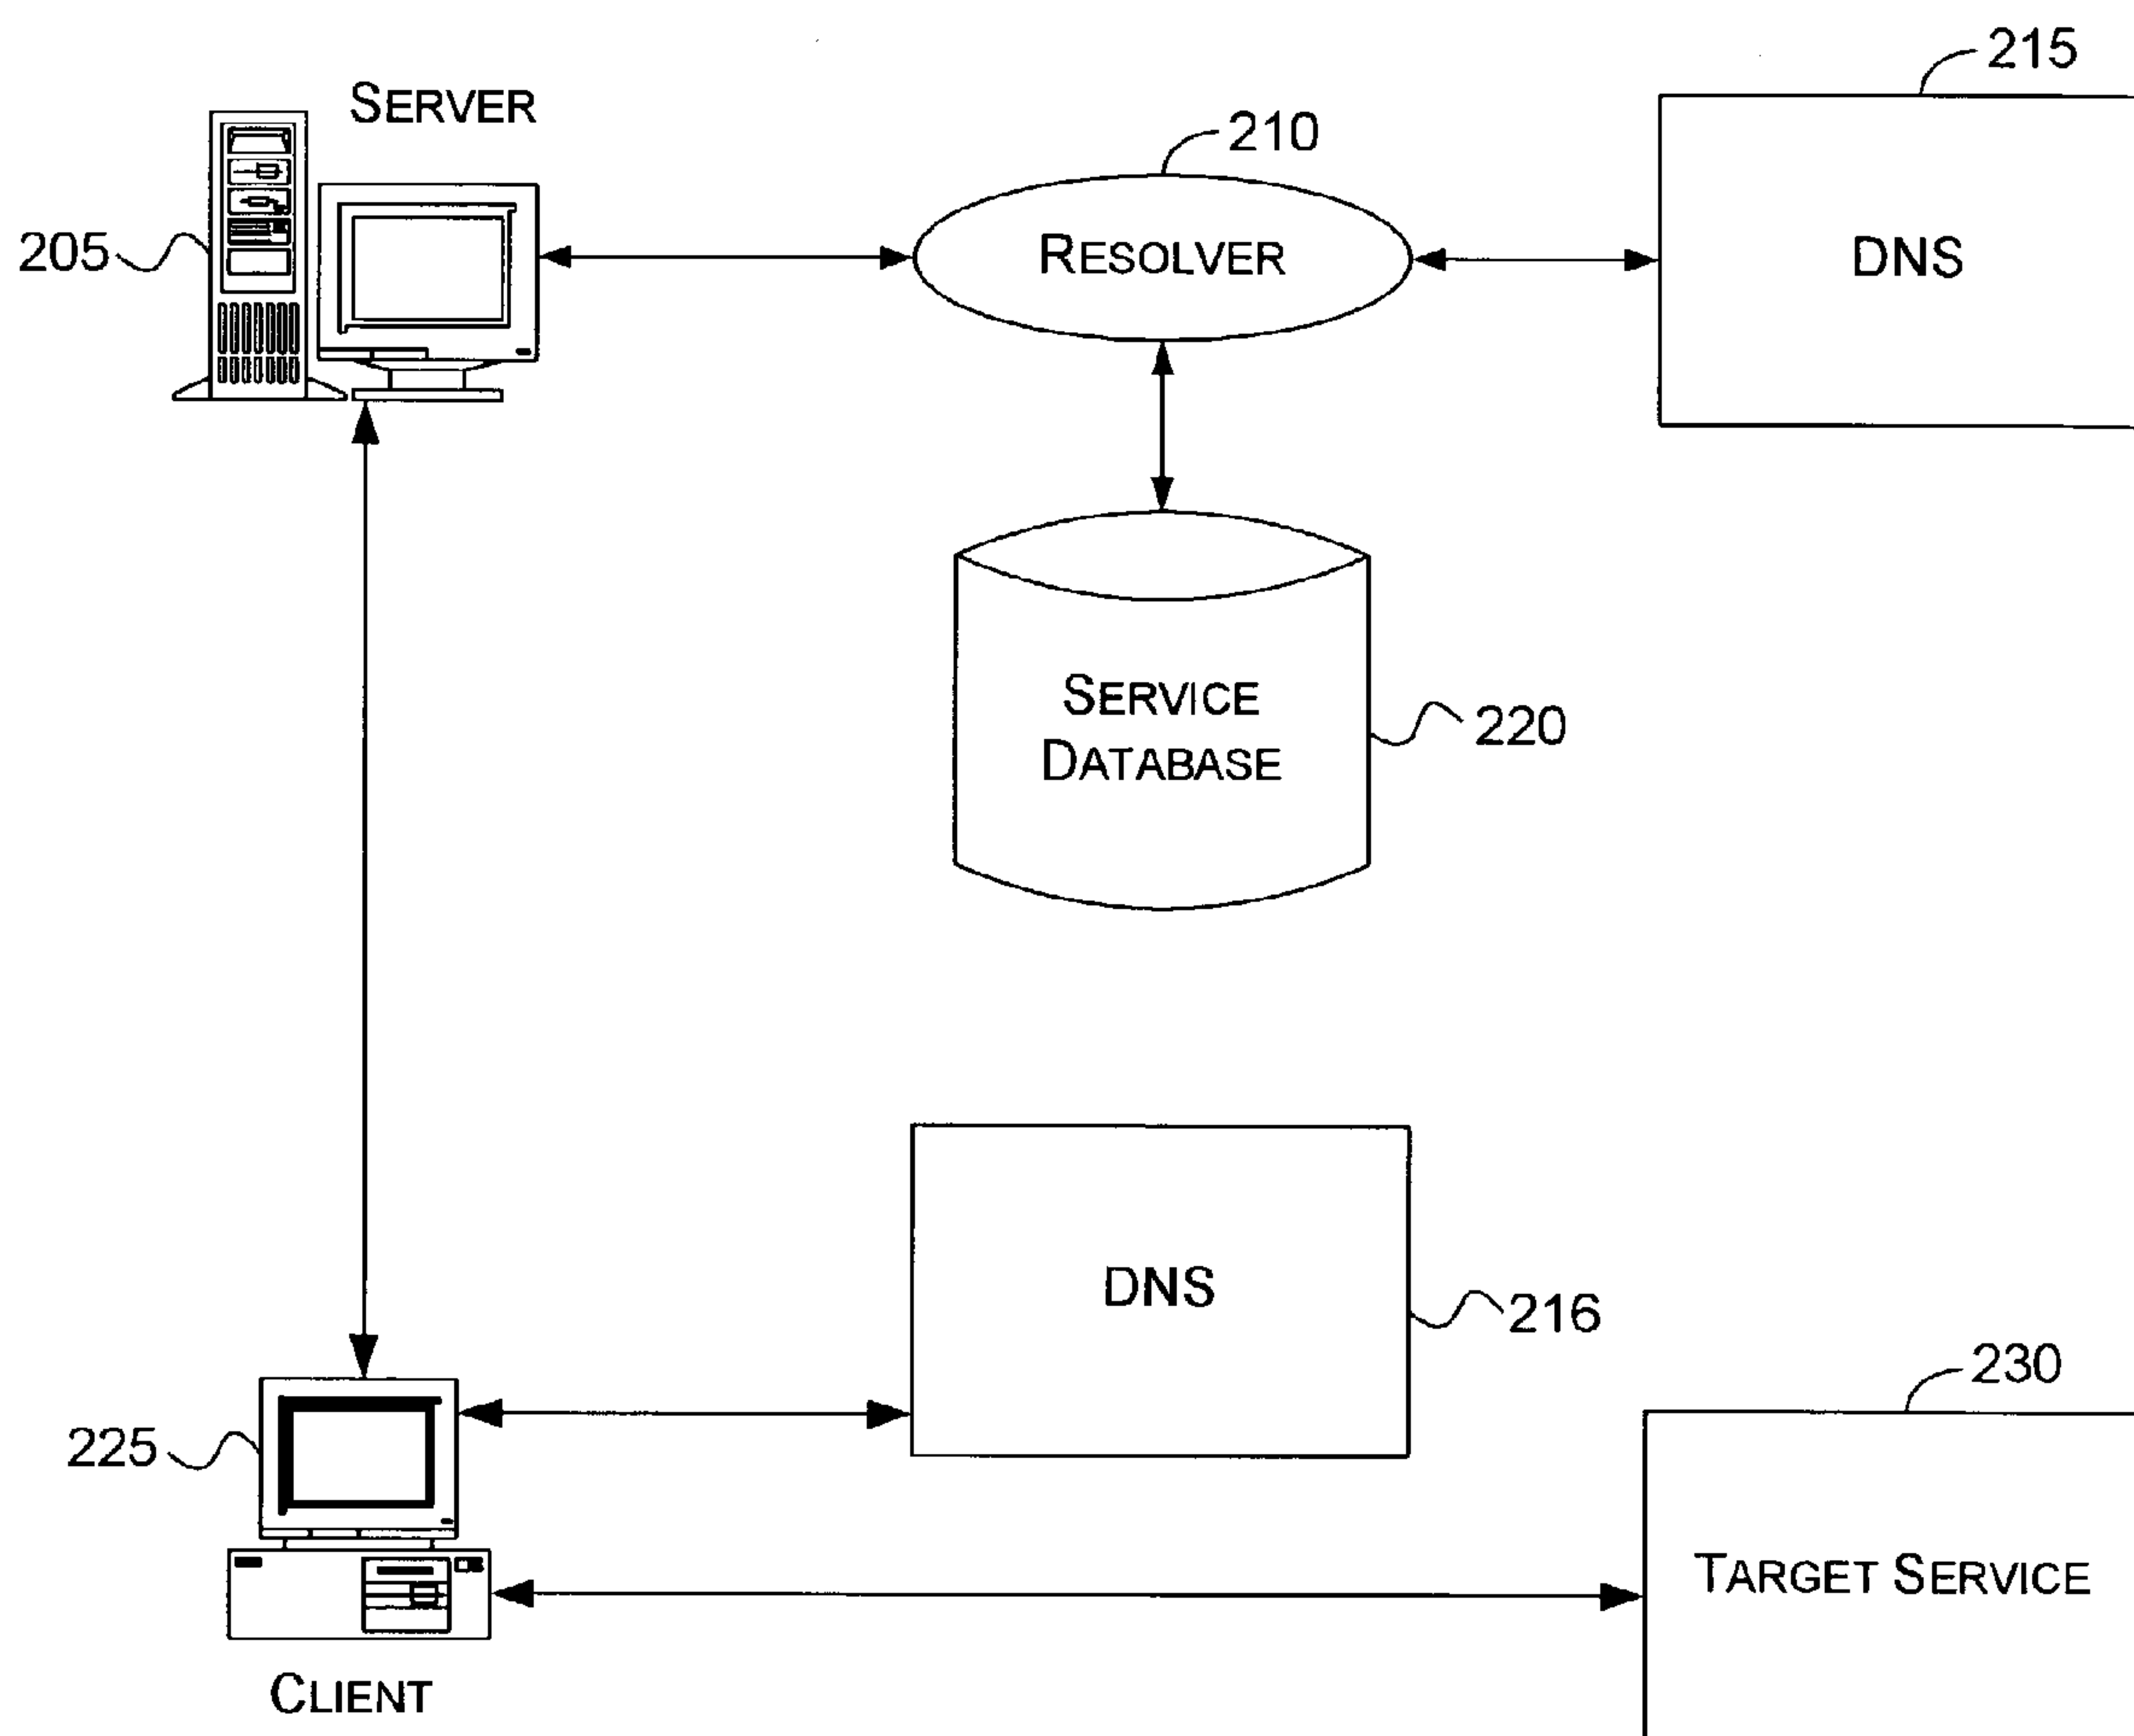 215
SERVER
210
205
RESOLVER
DNS
SERVICE
DATABASE
220
DNS
216
230
225
TARGET SERVICE
CLIENT